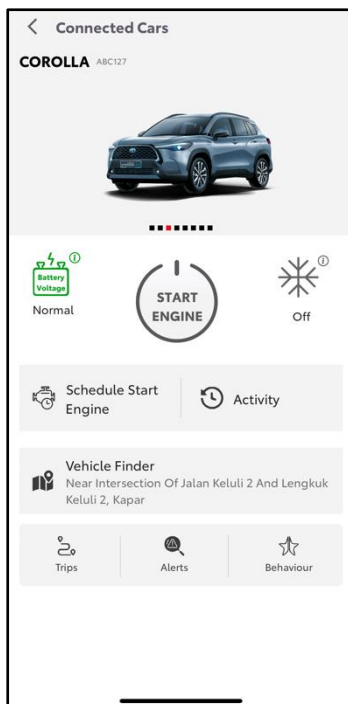 Connected Cars
COROLLA ABC127
Battery
Voltage
Normal
START
ENGINE
Off
Schedule Start
Engine
Activity
Vehicle Finder
Near Intersection Of Jalan Keluli 2 And Lengkuk
Keluli 2, Kapar
Trips
Alerts
Behaviour